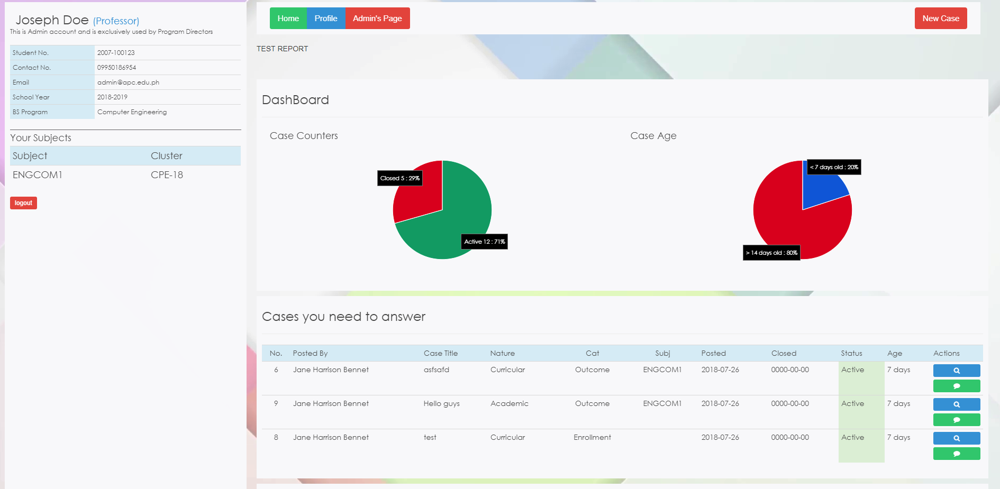 Joseph Doe (Professor)
This is Admin account and is exclusively used by Program Directors
Student No. 2007-100123
Contact No. 09950186954
Email admin@apc.edu.ph
School Year 2018-2019
BS Program Computer Engineering
Your Subjects
Subject Cluster
ENGCOM1 CPE-18
logout
Home Profile Admin's Page New Case
TEST REPORT
DashBoard
Case Counters
Closed 5 : 29%
Active 12 : 71%
Case Age
< 7 days old : 20%
> 14 days old : 80%
Cases you need to answer
No. Posted By Case Title Nature Cat Subj Posted Closed Status Age Actions
6 Jane Harrison Bennet asfsafd Curricular Outcome ENGCOM1 2018-07-26 0000-00-00 Active 7 days
9 Jane Harrison Bennet Hello guys Academic Outcome ENGCOM1 2018-07-26 0000-00-00 Active 7 days
8 Jane Harrison Bennet test Curricular Enrollment 2018-07-26 0000-00-00 Active 7 days